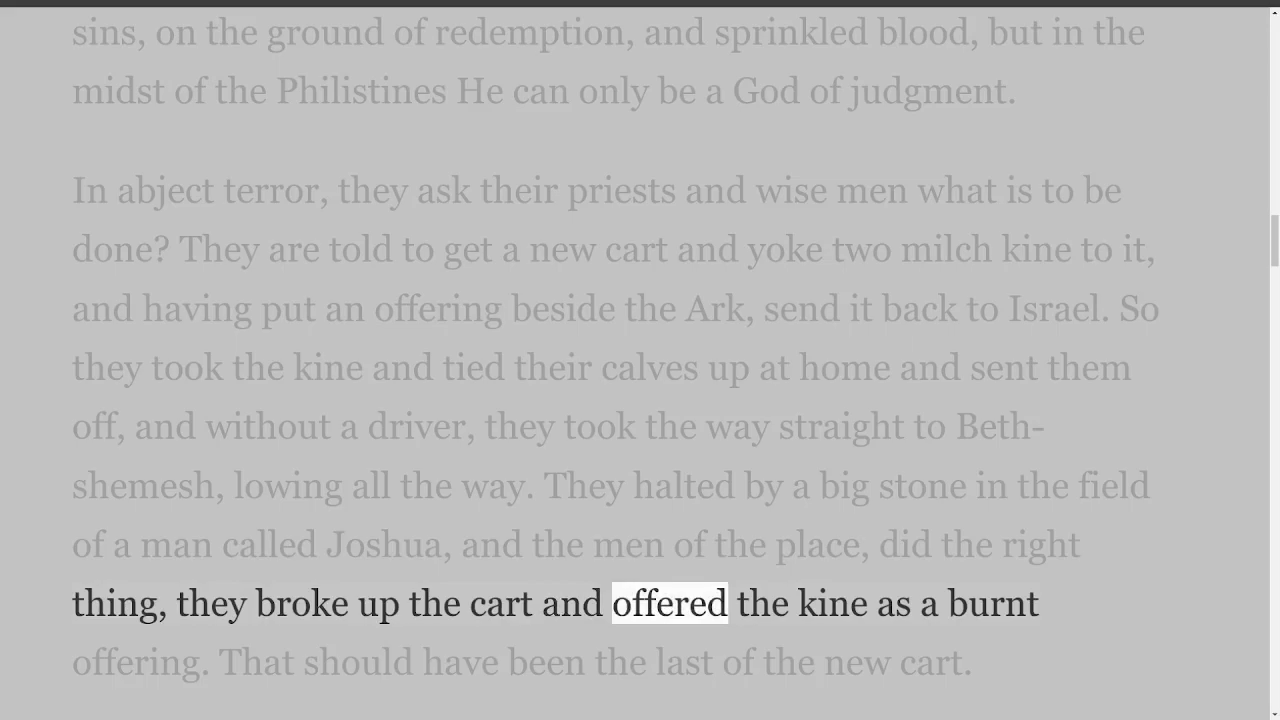 sins, on the ground of redemption, and sprinkled blood, but in the
midst of the Philistines He can only be a God of judgment.
In abject terror, they ask their priests and wise men what is to be
done? They are told to get a new cart and yoke two milch kine to it,
and having put an offering beside the Ark, send it back to Israel. So
they took the kine and tied their calves up at home and sent them
off, and without a driver, they took the way straight to Beth-
shemesh, lowing all the way. They halted by a big stone in the field
of a man called Joshua, and the men of the place, did the right
thing, they broke up the cart and offered the kine as a burnt
offering. That should have been the last of the new cart.